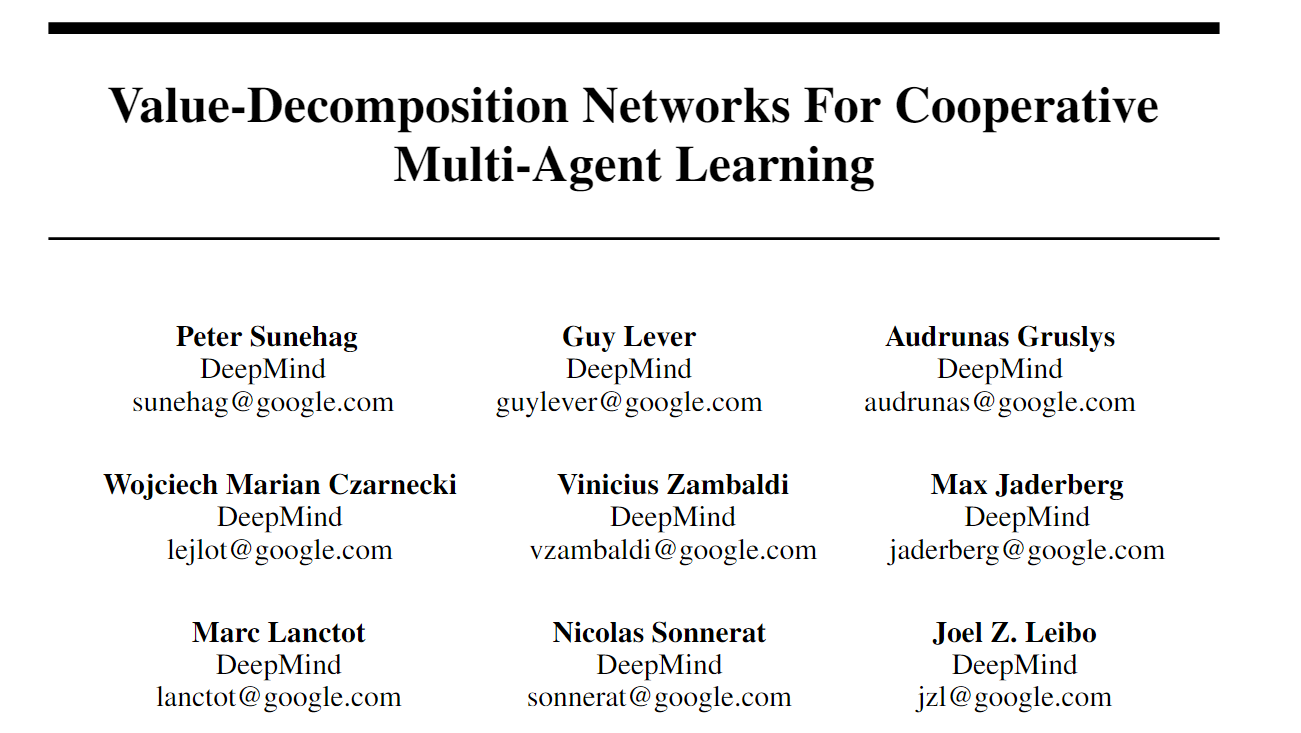 Value-Decomposition Networks For Cooperative
Multi-Agent Learning
Peter Sunehag
DeepMind
sunehag@google.com
Guy Lever
DeepMind
guylever@google.com
Audrunas Gruslys
DeepMind
audrunas@google.com
Wojciech Marian Czarnecki
DeepMind
lejlot@google.com
Vinicius Zambaldi
DeepMind
vzambaldi@google.com
Max Jaderberg
DeepMind
jaderberg@google.com
Marc Lanctot
DeepMind
lanctot@google.com
Nicolas Sonnerat
DeepMind
sonnerat@google.com
Joel Z. Leibo
DeepMind
jzl@google.com